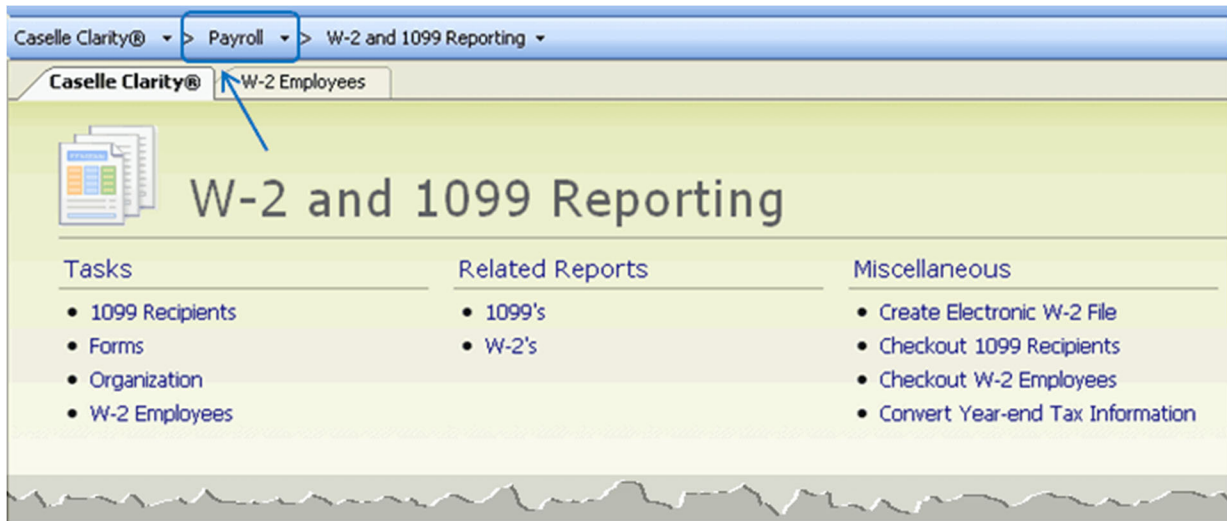 Caselle Clarity® > Payroll > W-2 and 1099 Reporting
Caselle Clarity® W-2 Employees
W-2 and 1099 Reporting
Tasks
• 1099 Recipients
• Forms
• Organization
• W-2 Employees
Related Reports
• 1099's
• W-2's
Miscellaneous
• Create Electronic W-2 File
• Checkout 1099 Recipients
• Checkout W-2 Employees
• Convert Year-end Tax Information